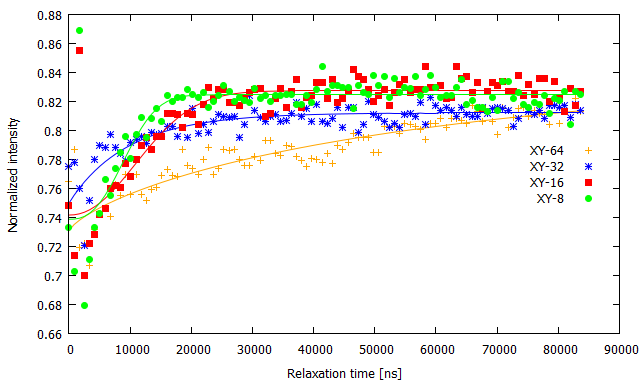 0.88
0.86
0.84
0.82
0.8
0.78
0.76
0.74
0.72
0.7
0.68
0.66
Normalized intensity
XY-64
XY-32
XY-16
XY-8
0 10000 20000 30000 40000 50000 60000 70000 80000 90000
Relaxation time [ns]